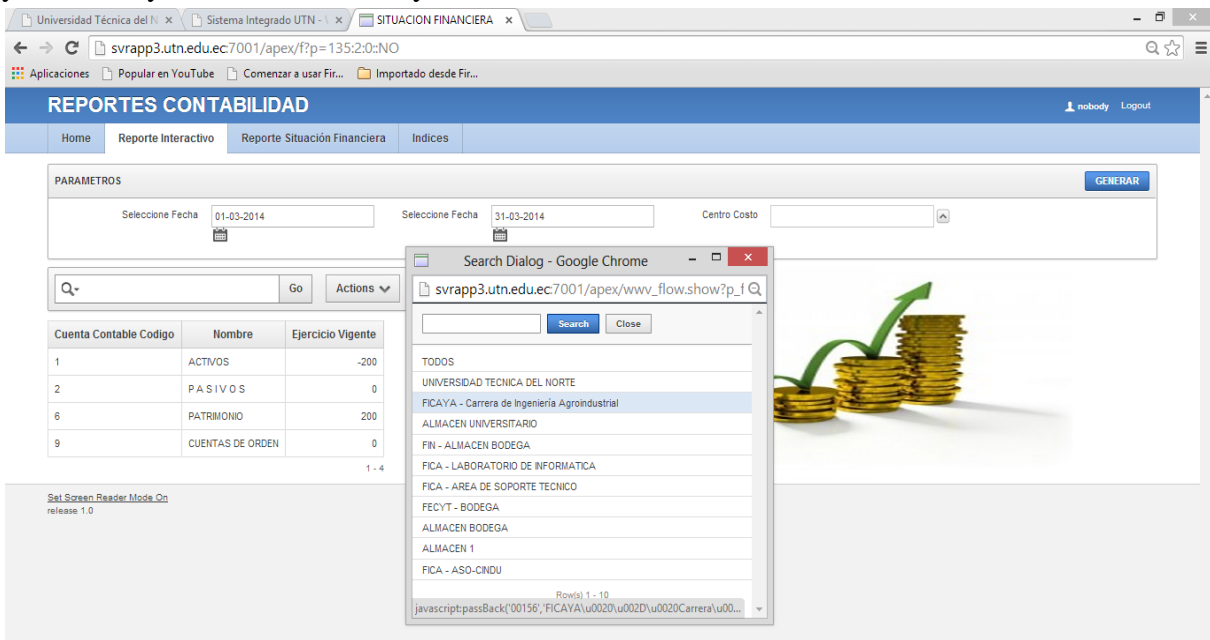 Universidad Técnica del N
Sistema Integrado UTN - \
SITUACION FINANCIERA
svrapp3.utn.edu.ec:7001/apex/f?p=135:2:0::NO
Aplicaciones Popular en YouTube Comenzar a usar Fir... Importado desde Fir...
REPORTES CONTABILIDAD
nobody Logout
Home Reporte Interactivo Reporte Situación Financiera Indices
PARAMETROS
GENERAR
Seleccione Fecha 01-03-2014 Seleccione Fecha 31-03-2014 Centro Costo
Go Actions
Cuenta Contable Codigo Nombre Ejercicio Vigente
1 ACTIVOS -200
2 P A S I V O S 0
6 PATRIMONIO 200
9 CUENTAS DE ORDEN 0
1 - 4
Set Screen Reader Mode On
release 1.0
Search Dialog - Google Chrome
svrapp3.utn.edu.ec:7001/apex/wwv_flow.show?p_f
Search Close
TODOS
UNIVERSIDAD TECNICA DEL NORTE
FICAYA - Carrera de Ingeniería Agroindustrial
ALMACEN UNIVERSITARIO
FIN - ALMACEN BODEGA
FICA - LABORATORIO DE INFORMATICA
FICA - AREA DE SOPORTE TECNICO
FECYT - BODEGA
ALMACEN BODEGA
ALMACEN 1
FICA - ASO-CINDU
Row(s) 1 - 10
javascript:passBack('00156','FICAYA\u0020\u002D\u0020Carrera\u00...